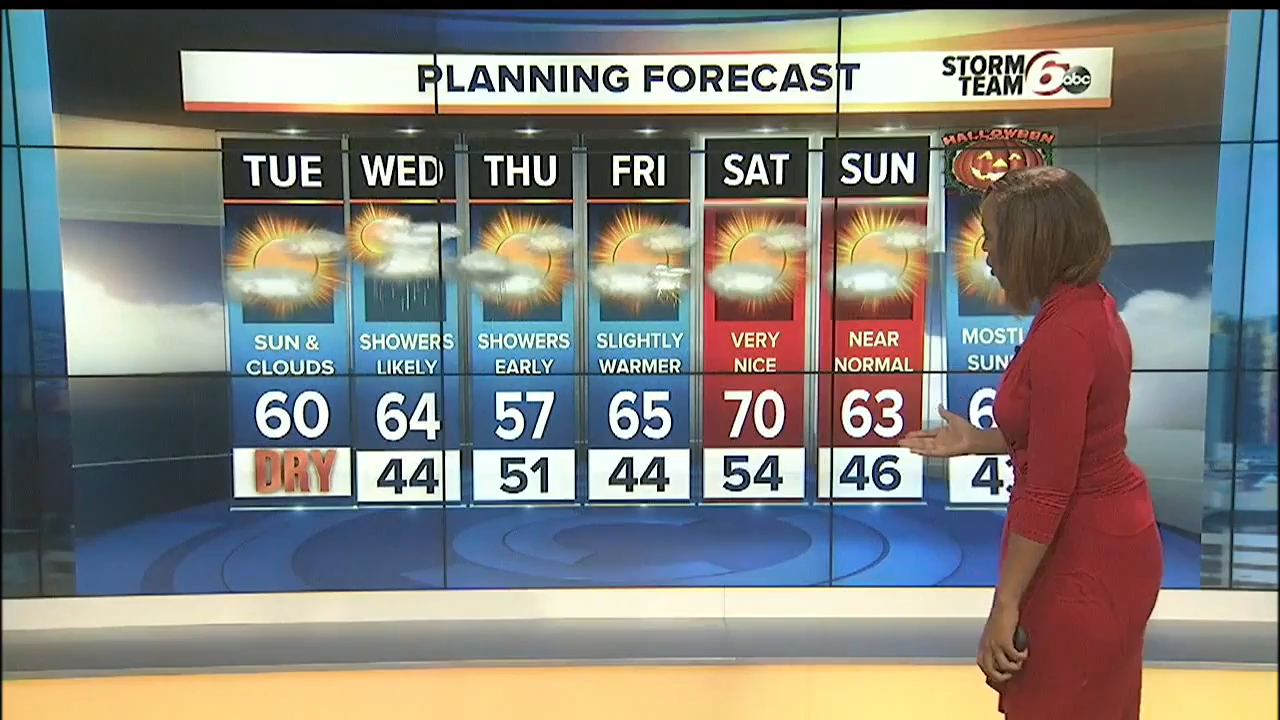 PLANNING FORECAST
STORM
TEAM 6 abc
TUE WED THU FRI SAT SUN HALLOWEEN
SUN & SHOWERS SHOWERS SLIGHTLY VERY NEAR
CLOUDS LIKELY EARLY WARMER NICE NORMAL
60 64 57 65 70 63
DRY 44 51 44 54 46